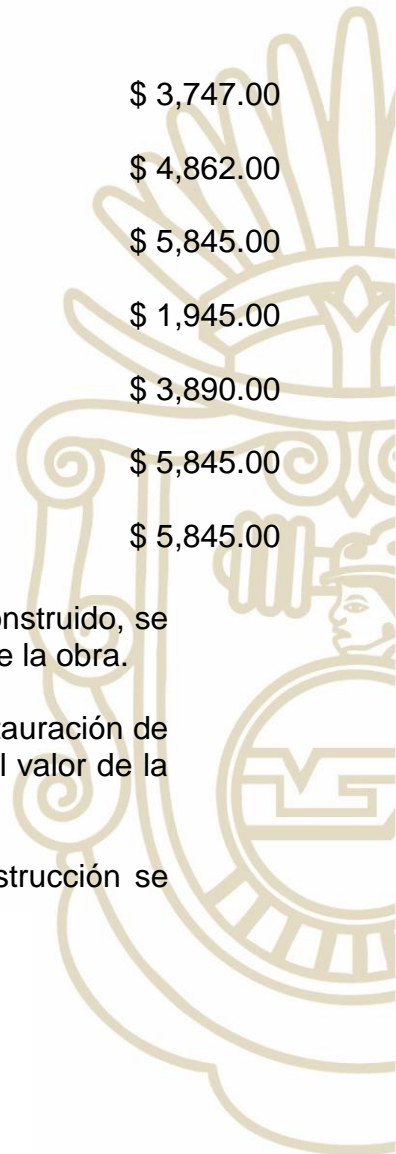 $ 3,747.00
$ 4,862.00
$ 5,845.00
$ 1,945.00
$ 3,890.00
$ 5,845.00
$ 5,845.00
onstruido, se
e la obra.
tauración de
l valor de la
strucción se